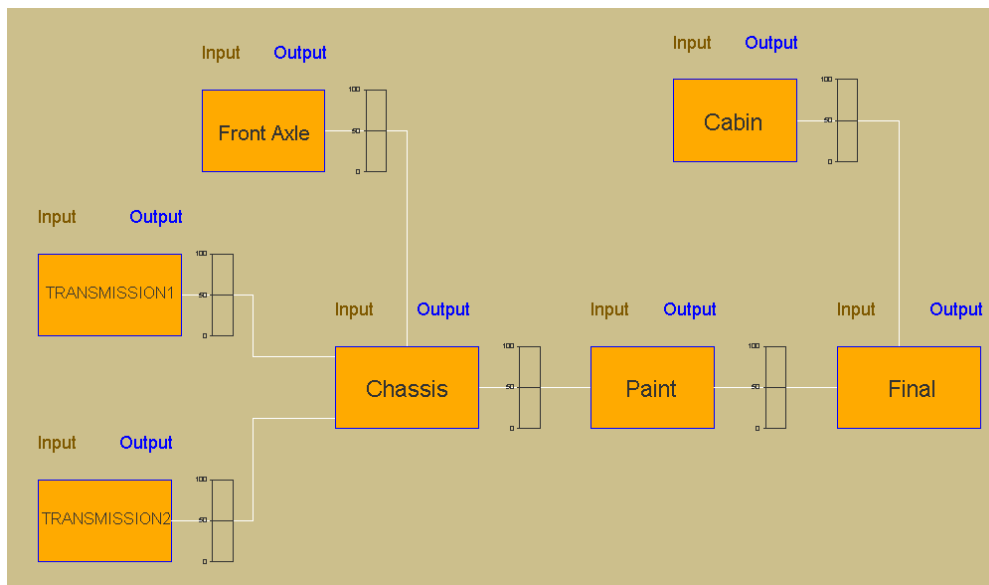 Input Output
Input Output
100
Front Axle
50
0
100
Cabin
50
0
Input Output
100
TRANSMISSION1
50
0
Input Output
Input Output
Input Output
100
Chassis
50
0
100
Paint
50
0
Final
Input Output
100
TRANSMISSION2
50
0